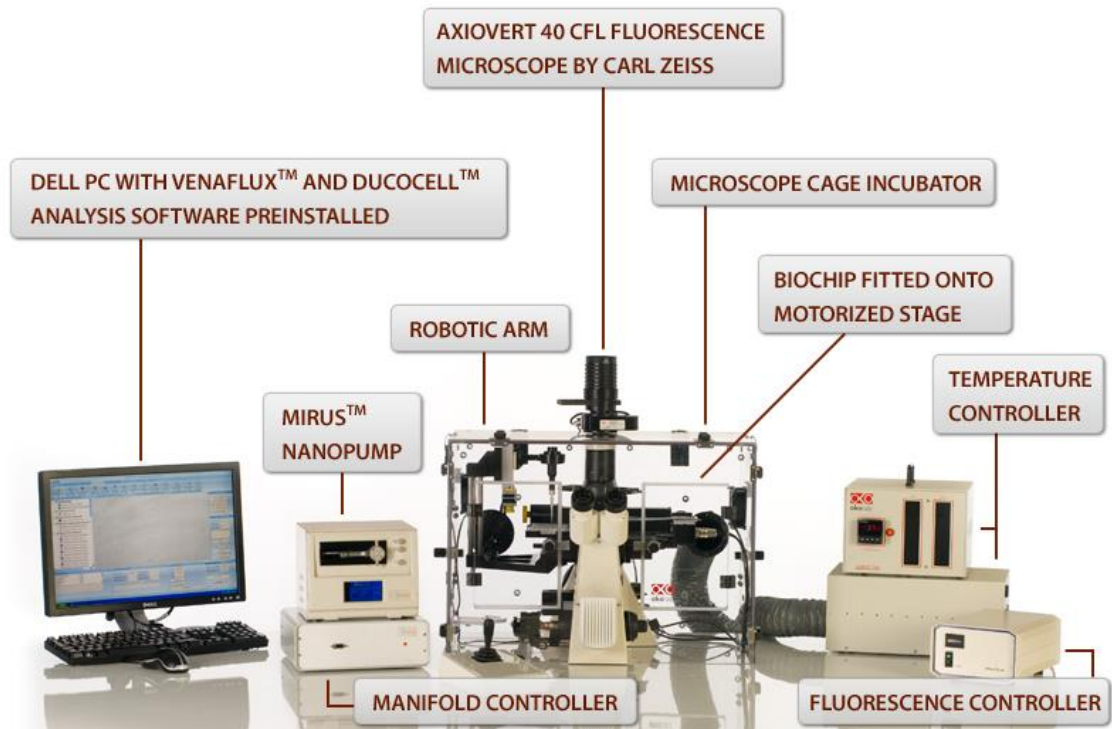 AXIOVERT 40 CFL FLUORESCENCE
MICROSCOPE BY CARL ZEISS
DELL PC WITH VENAFLUX™ AND DUCOCELL™
ANALYSIS SOFTWARE PREINSTALLED
MICROSCOPE CAGE INCUBATOR
BIOCHIP FITTED ONTO
MOTORIZED STAGE
ROBOTIC ARM
TEMPERATURE
CONTROLLER
MIRUS™
NANOPUMP
DELL
MANIFOLD CONTROLLER
FLUORESCENCE CONTROLLER